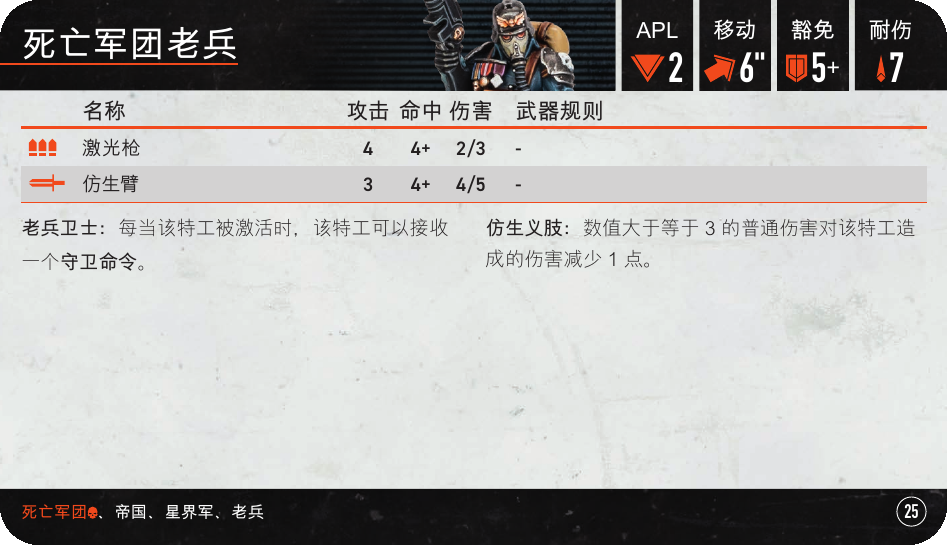 死亡军团老兵
APL 移动 豁免 耐伤
2 6" 5+ 7
名称 攻击 命中 伤害 武器规则
激光枪 4 4+ 2/3 -
仿生臂 3 4+ 4/5 -
老兵卫士：每当该特工被激活时，该特工可以接收
一个守卫命令。
仿生义肢：数值大于等于 3 的普通伤害对该特工造
成的伤害减少 1 点。
死亡军团、帝国、星界军、老兵
25